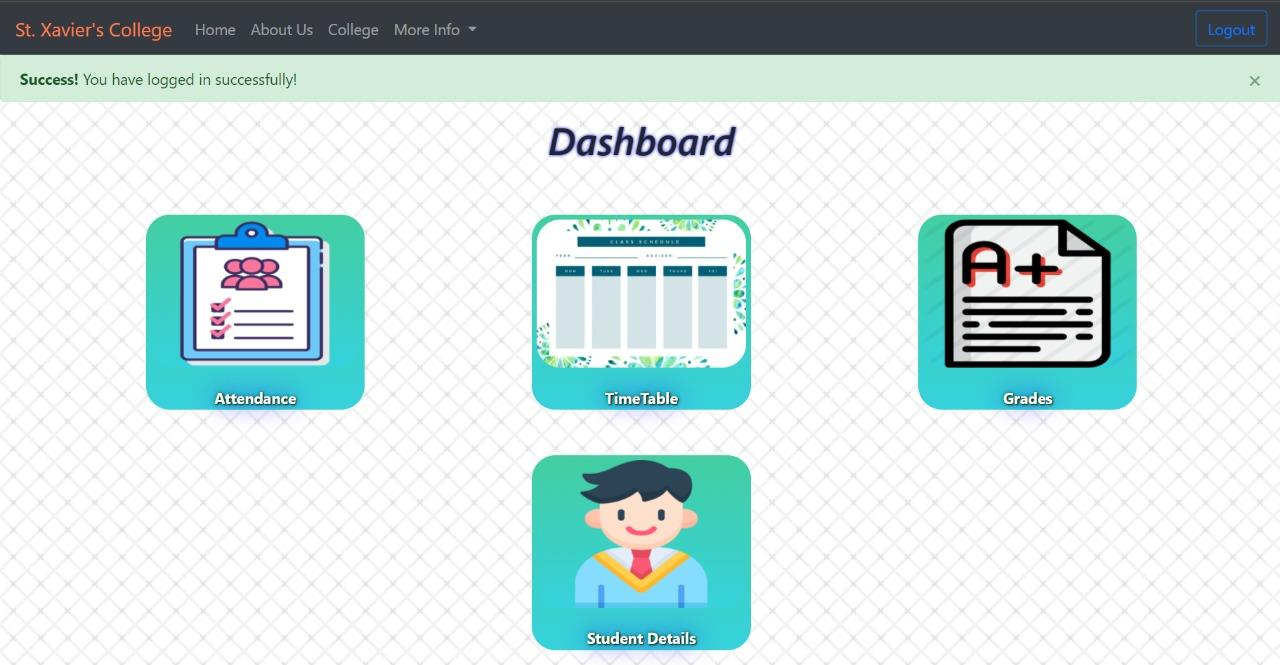 St. Xavier's College Home About Us College More Info Logout
Success! You have logged in successfully! ×
Dashboard
CLASS SCHEDULE
YEAR: ADVISER:
MON TUES WED THURS FRI
A+
Attendance TimeTable Grades
Student Details